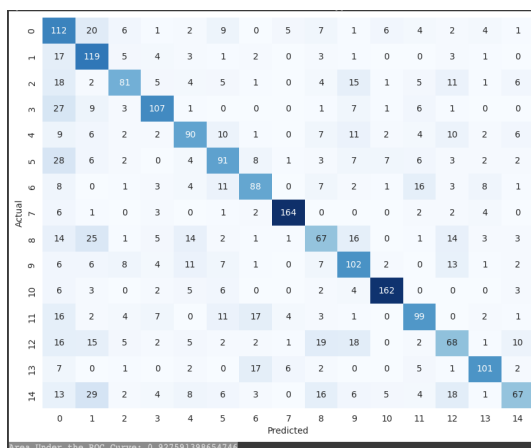 0 112 20 6 1 2 9 0 5 7 1 6 4 2 4 1
1 17 119 5 4 3 1 2 0 3 1 0 0 3 1 0
2 18 2 81 5 4 5 1 0 4 15 1 5 11 1 6
3 27 9 3 107 1 0 0 0 1 7 1 6 1 0 0
4 9 6 2 2 90 10 1 0 7 11 2 4 10 2 6
5 28 6 2 0 4 91 8 1 3 7 7 6 3 2 2
6 8 0 1 3 4 11 88 0 7 2 1 16 3 8 1
Actual
7 6 1 0 3 0 1 2 164 0 0 0 2 2 4 0
8 14 25 1 5 14 2 1 1 67 16 0 1 14 3 3
9 6 6 8 4 11 7 1 0 7 102 2 0 13 1 2
10 6 3 0 2 5 6 0 0 2 4 162 0 0 0 3
11 16 2 4 7 0 11 17 4 3 1 0 99 0 2 1
12 16 15 5 2 5 2 2 1 19 18 0 2 68 1 10
13 7 0 1 0 2 0 17 6 2 0 0 5 1 101 2
14 13 29 2 4 8 6 3 0 16 6 5 4 18 1 67
0 1 2 3 4 5 6 7 8 9 10 11 12 13 14
Predicted
Area Under the ROC Curve: